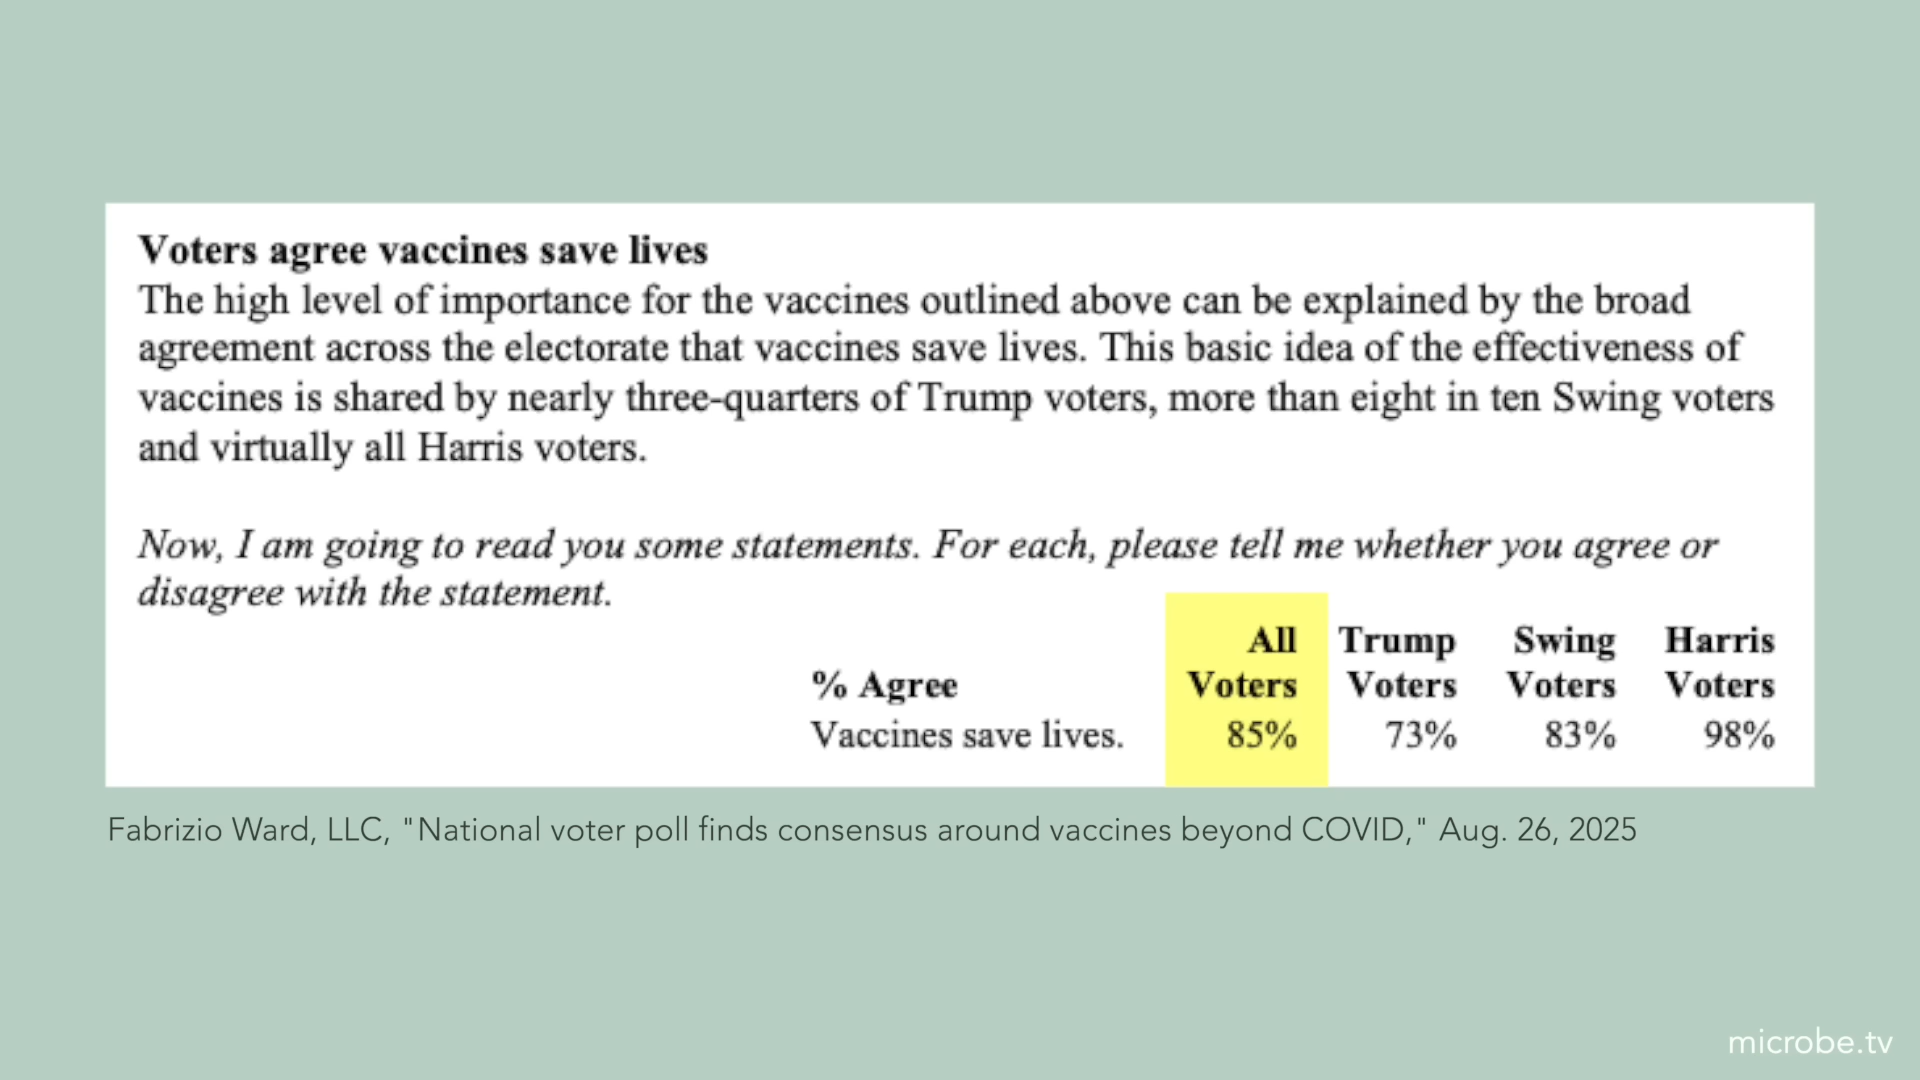 Voters agree vaccines save lives
The high level of importance for the vaccines outlined above can be explained by the broad
agreement across the electorate that vaccines save lives. This basic idea of the effectiveness of
vaccines is shared by nearly three-quarters of Trump voters, more than eight in ten Swing voters
and virtually all Harris voters.
Now, I am going to read you some statements. For each, please tell me whether you agree or
disagree with the statement.
All Trump Swing Harris
% Agree Voters Voters Voters Voters
Vaccines save lives. 85% 73% 83% 98%
Fabrizio Ward, LLC, "National voter poll finds consensus around vaccines beyond COVID," Aug. 26, 2025
microbe.tv